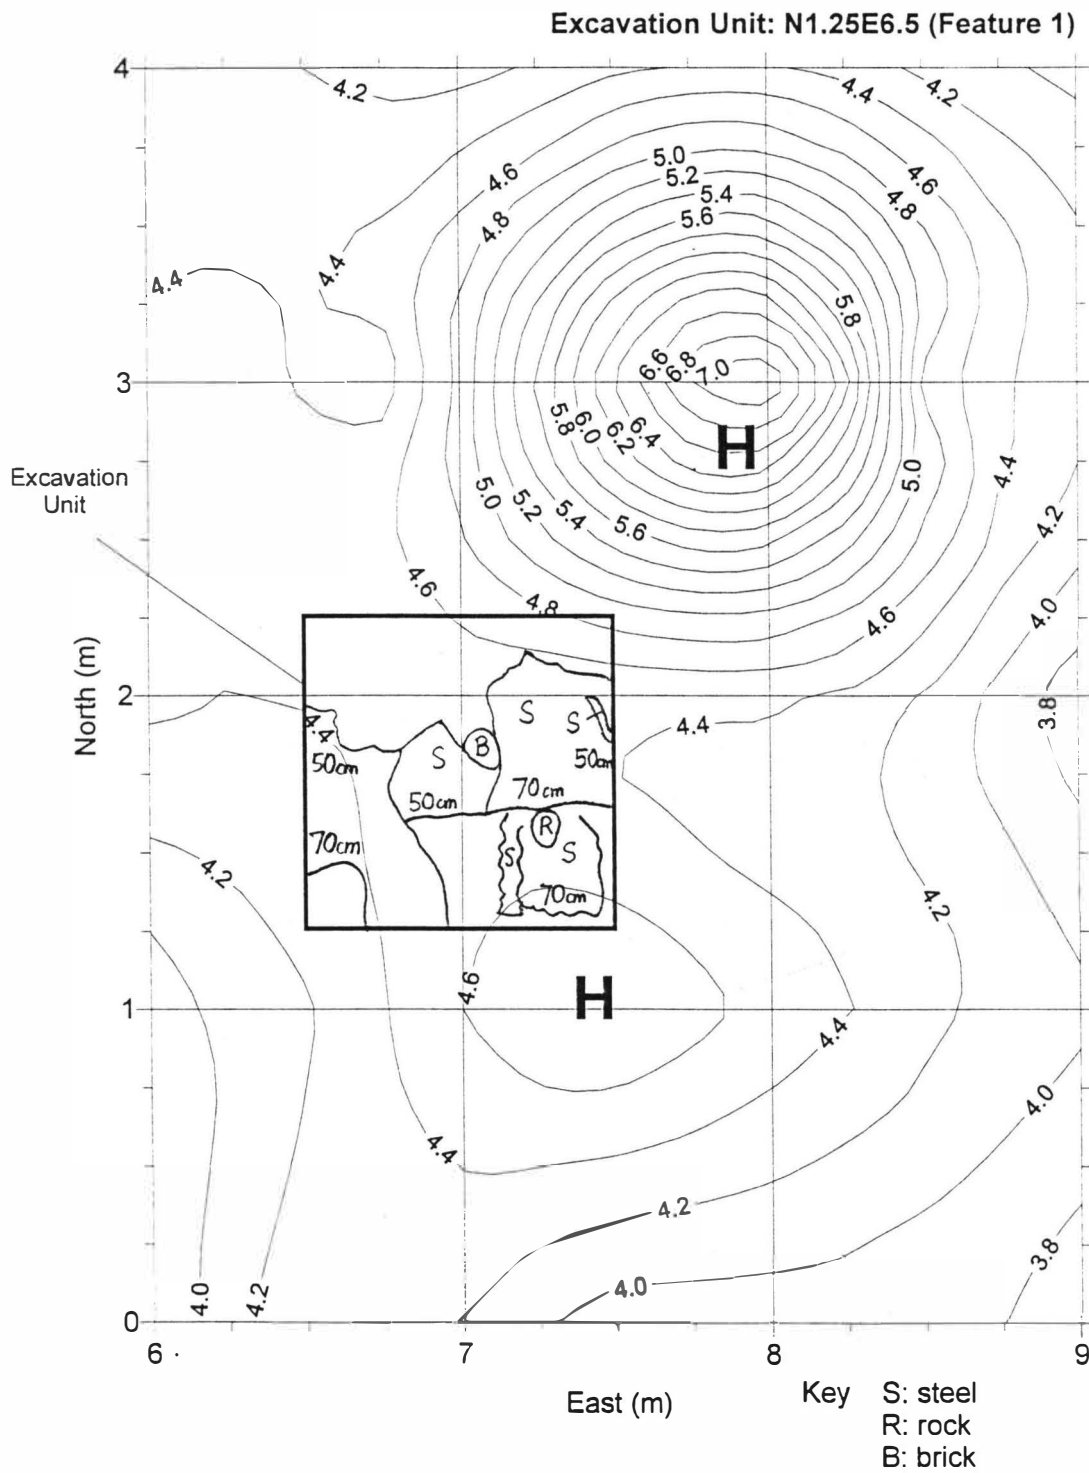 Excavation Unit: N1.25E6.5 (Feature 1)
4
4.2
4.4
4.2
5.0
5.2
5.4
5.6
4.6
4.8
4.6
4.8
4.4
4.4
5.8
6.6
6.8
7.0
3
H
5.8
6.0
6.2
6.4
5.0
5.2
5.4
5.6
5.0
4.4
4.2
Excavation
Unit
4.6
4.8
4.6
4.0
North (m)
2
4.4
S
S
4.4
3.8
S
B
50cm
50cm
50cm
70cm
R
70cm
S
S
70cm
4.2
4.2
4.6
H
1
4.4
4.4
4.0
4.2
3.8
4.0
4.2
4.0
0
6
7
8
9
East (m)
Key
S: steel
R: rock
B: brick